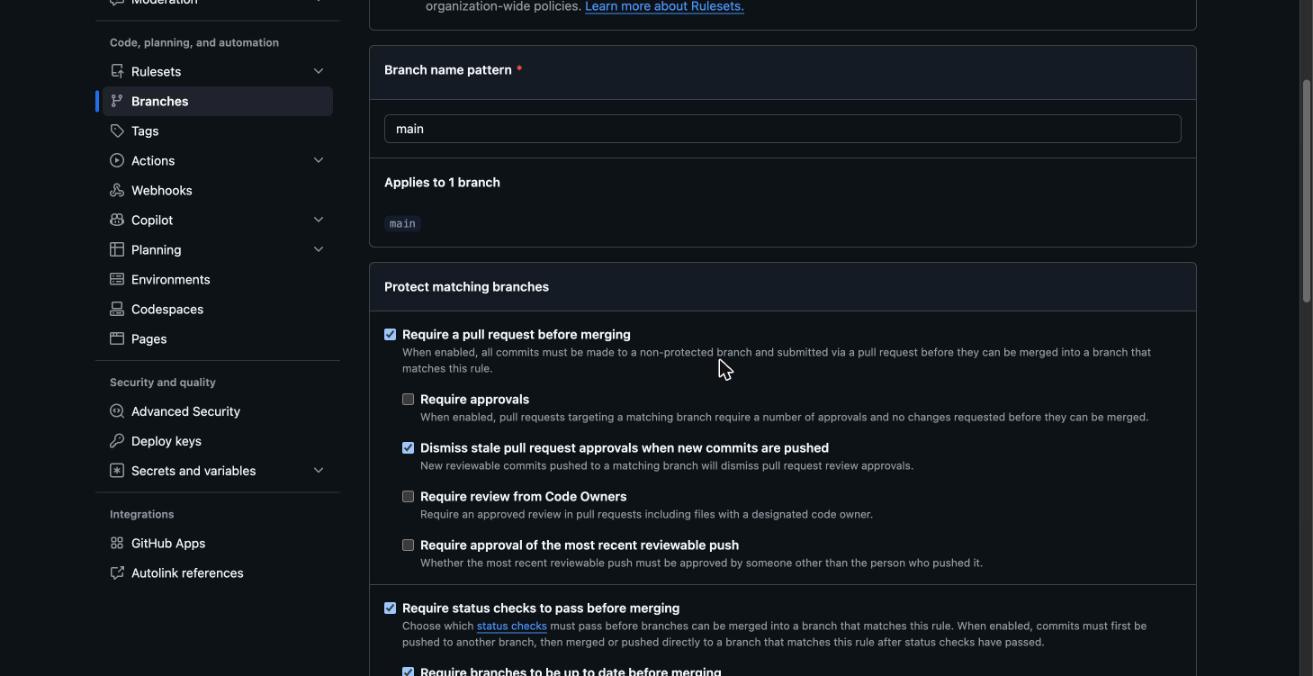 Moderation
Code, planning, and automation
Rulesets
Branches
Tags
Actions
Webhooks
Copilot
Planning
Environments
Codespaces
Pages
Security and quality
Advanced Security
Deploy keys
Secrets and variables
Integrations
GitHub Apps
Autolink references
organization-wide policies. Learn more about Rulesets.
Branch name pattern *
main
Applies to 1 branch
main
Protect matching branches
Require a pull request before merging
When enabled, all commits must be made to a non-protected branch and submitted via a pull request before they can be merged into a branch that
matches this rule.
Require approvals
When enabled, pull requests targeting a matching branch require a number of approvals and no changes requested before they can be merged.
Dismiss stale pull request approvals when new commits are pushed
New reviewable commits pushed to a matching branch will dismiss pull request review approvals.
Require review from Code Owners
Require an approved review in pull requests including files with a designated code owner.
Require approval of the most recent reviewable push
Whether the most recent reviewable push must be approved by someone other than the person who pushed it.
Require status checks to pass before merging
Choose which status checks must pass before branches can be merged into a branch that matches this rule. When enabled, commits must first be
pushed to another branch, then merged or pushed directly to a branch that matches this rule after status checks have passed.
Require branches to be up to date before merging